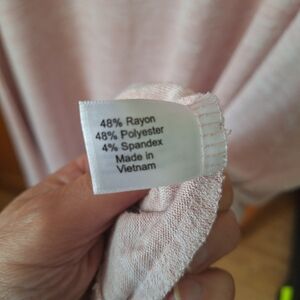 48% Rayon
48% Polyester
4% Spandex
Made in
Vietnam